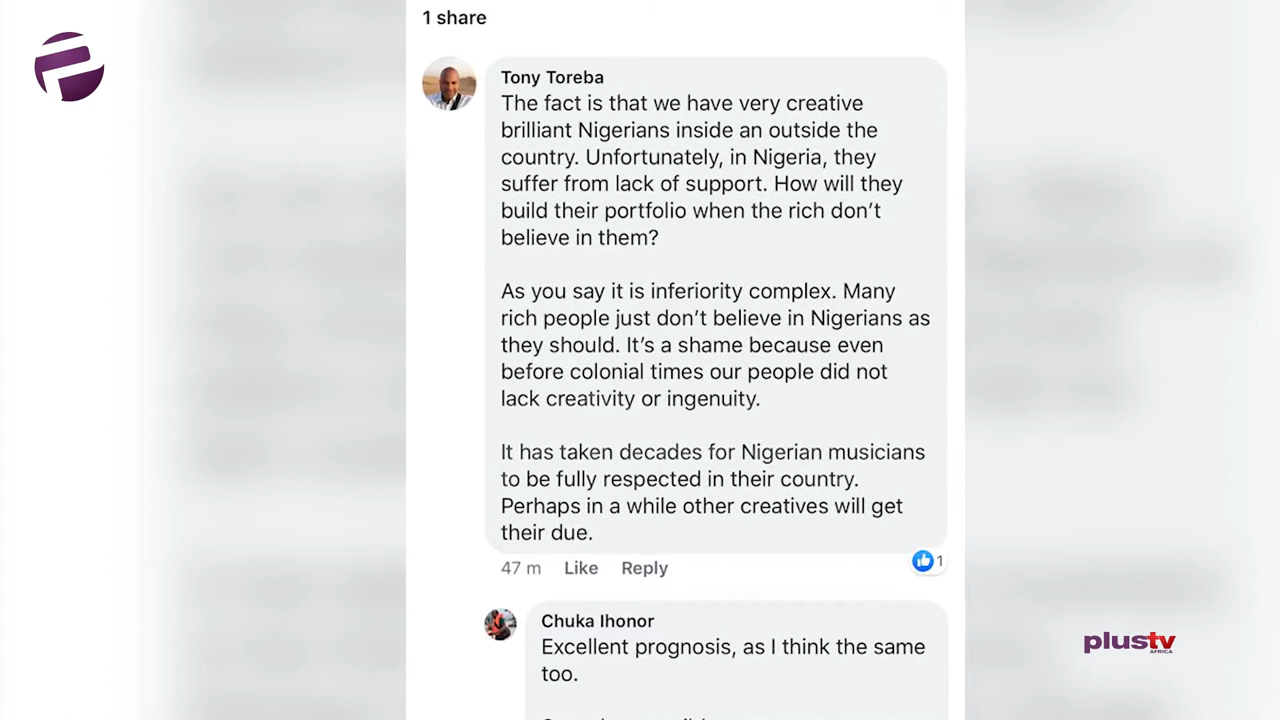 1 share
Tony Toreba
The fact is that we have very creative
brilliant Nigerians inside an outside the
country. Unfortunately, in Nigeria, they
suffer from lack of support. How will they
build their portfolio when the rich don't
believe in them?
As you say it is inferiority complex. Many
rich people just don't believe in Nigerians as
they should. It's a shame because even
before colonial times our people did not
lack creativity or ingenuity.
It has taken decades for Nigerian musicians
to be fully respected in their country.
Perhaps in a while other creatives will get
their due.
47 m Like Reply 1
Chuka Ihonor
Excellent prognosis, as I think the same
too.
plustv
AFRICA